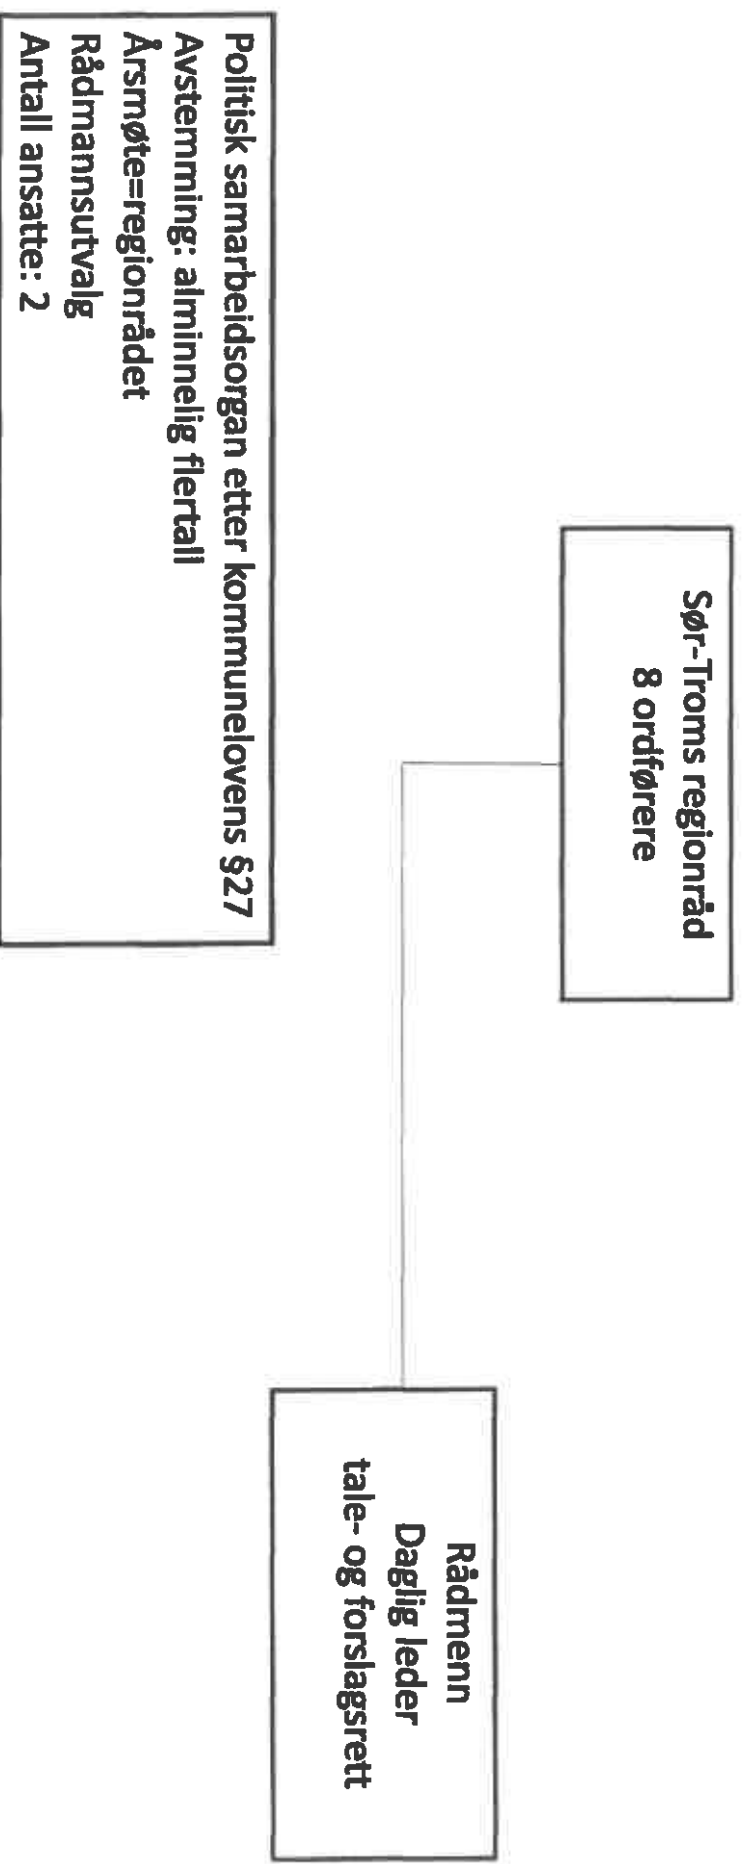 Sør-Troms regionråd
8 ordførere
Rådmenn
Daglig leder
tale- og forslagsrett
Politisk samarbeidsorgan etter kommunelovens §27
Avstemming: alminnelig flertall
Årsmøte=regionrådet
Rådmannsutvalg
Antall ansatte: 2